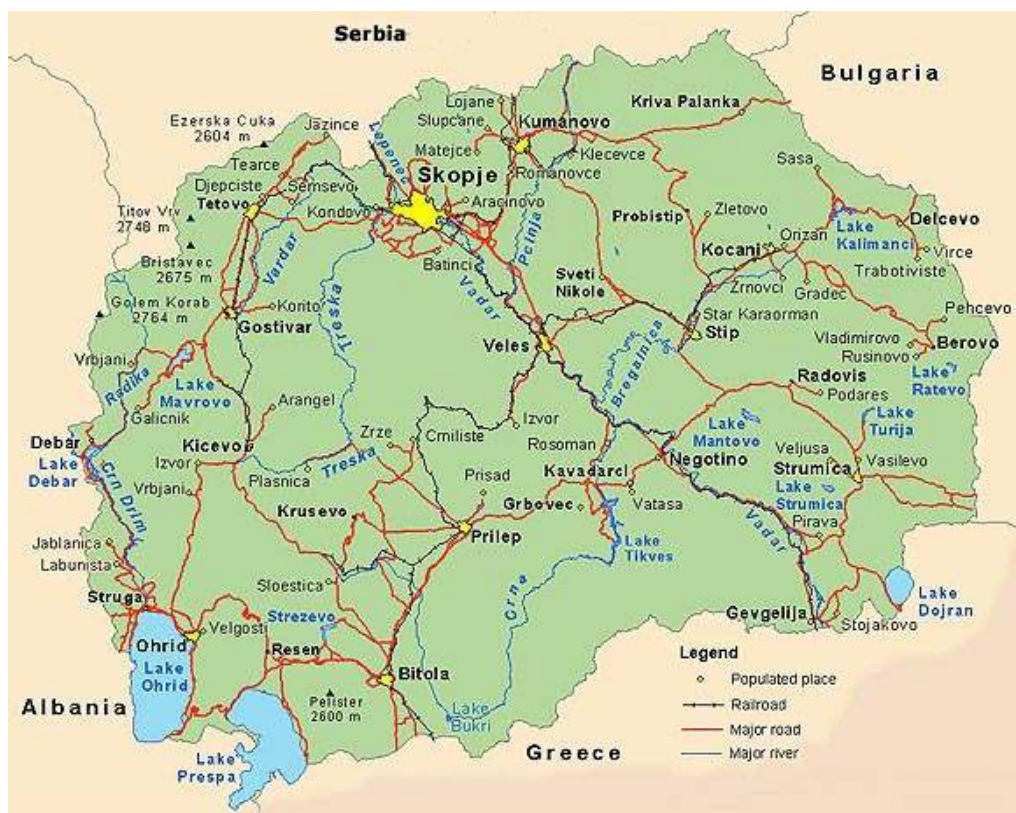 Serbia
Bulgaria
Lojane
Kriva Palanka
Ezerska Cuka
2604 m
Jazince
Slupcane
Kumanovo
Lepenec
Matejce
Klecevce
Sasa
Tearce
Skopje
Romanovce
Djepciste
Semsevo
Tetovo
Kondovo
Aracinovo
Titov Vrv
2748 m
Probistip
Zletovo
Delcevo
Lake
Kalimanci
Vardar
Pcinja
Kocani
Orizan
Bristavec
2675 m
Batinci
Virce
Trabotiviste
Treska
Vadar
Sveti
Nikole
Zrnovci
Gradec
Golem Korab
2764 m
Korito
Gostivar
Star Karaorman
Stip
Pehcevo
Veles
Bregalnica
Vladimirovo
Berovo
Rusinovo
Vrbjani
Radika
Lake
Mavrovo
Lake
Ratevo
Radovis
Podares
Galicnik
Arangel
Izvor
Lake
Mantovo
Lake
Turija
Debar
Kicevo
Zrze
Crniliste
Rosoman
Veljusa
Lake
Debar
Crn Drim
Izvor
Treska
Negotino
Strumica
Vasilevo
Plasnica
Prisad
Kavadarci
Vrbjani
Krusevo
Grbovec
Vatasa
Lake
Strumica
Vadar
Pirava
Jablanica
Prilep
Lake
Tikves
Labunista
Sloestica
Crna
Struga
Strezevo
Gevgelija
Lake
Dojran
Stojakovo
Velgosti
Ohrid
Resen
Lake
Ohrid
Bitola
Legend
Populated place
Pelister
2600 m
Railroad
Albania
Lake
Bukri
Major road
Greece
Major river
Lake
Prespa